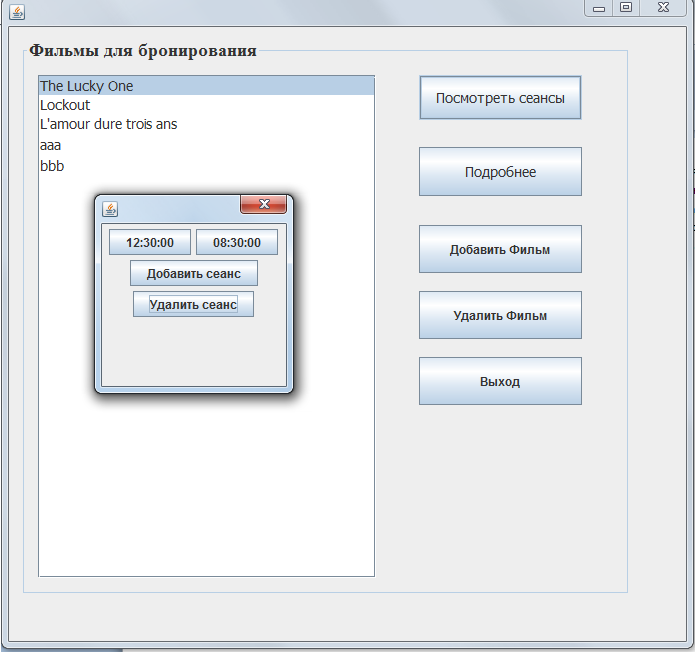 Фильмы для бронирования
The Lucky One
Lockout
L'amour dure trois ans
aaa
bbb
12:30:00 08:30:00
Добавить сеанс
Удалить сеанс
Посмотреть сеансы
Подробнее
Добавить Фильм
Удалить Фильм
Выход